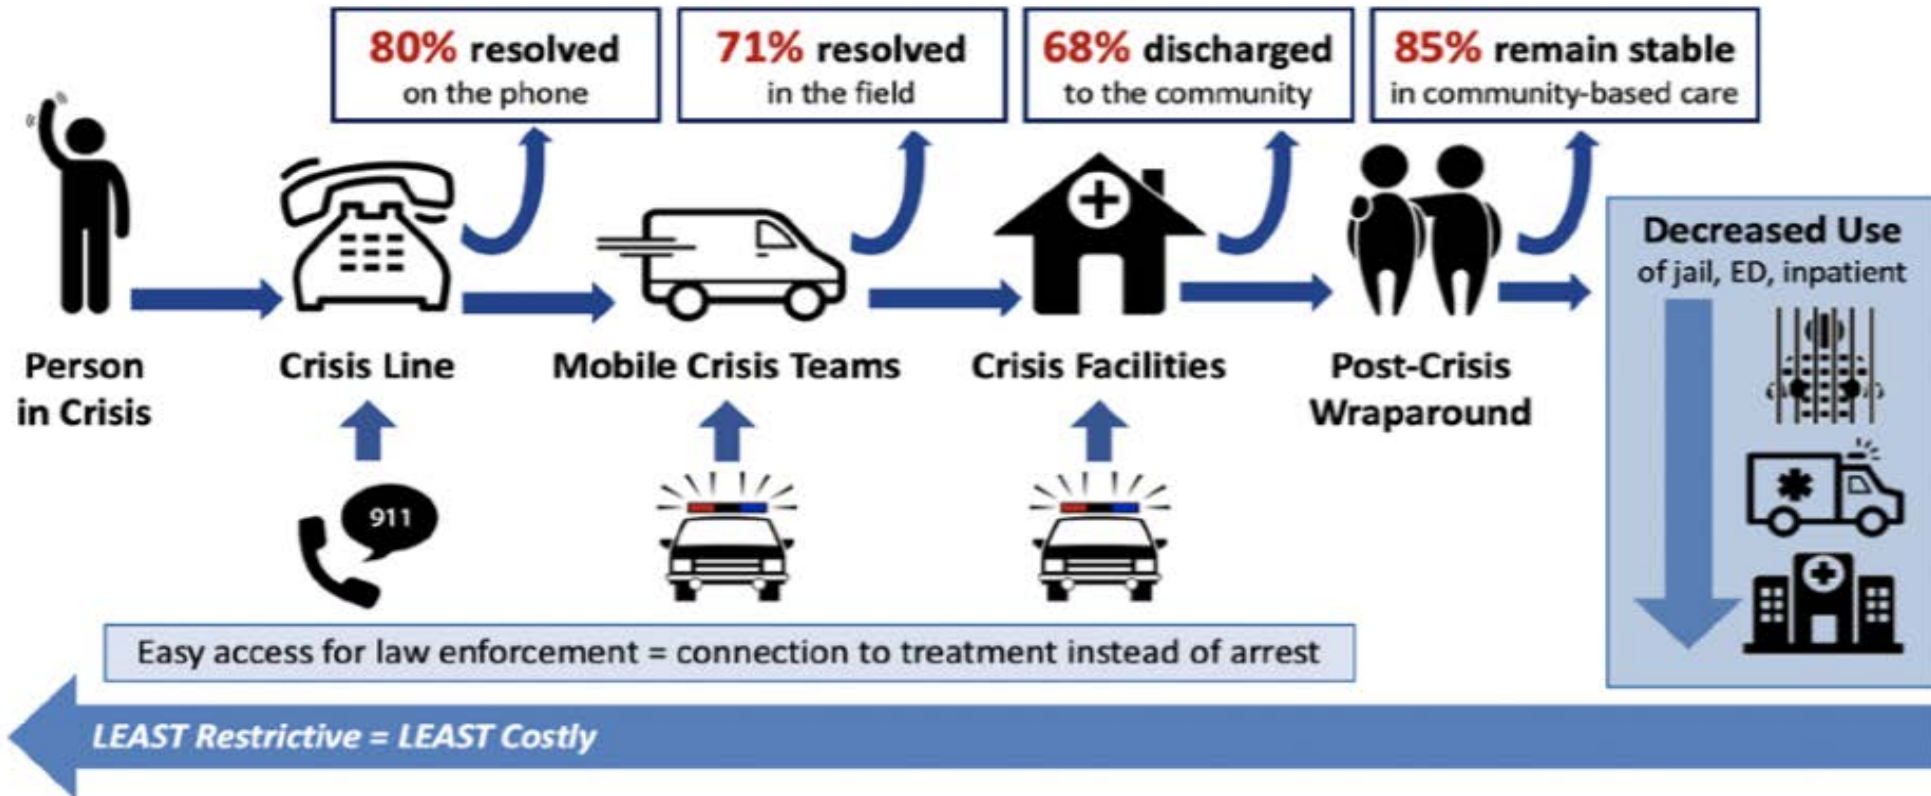 80% resolved
on the phone
71% resolved
in the field
68% discharged
to the community
85% remain stable
in community-based care
Decreased Use
of jail, ED, inpatient
Person
in Crisis
Crisis Line
Mobile Crisis Teams
Crisis Facilities
Post-Crisis
Wraparound
911
Easy access for law enforcement = connection to treatment instead of arrest
LEAST Restrictive = LEAST Costly